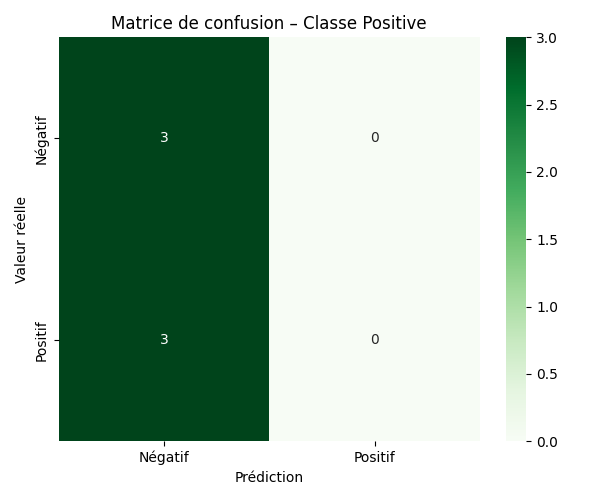 Matrice de confusion – Classe Positive
Valeur réelle
Négatif
Positif
3
0
3
0
Négatif
Positif
Prédiction
3.0
2.5
2.0
1.5
1.0
0.5
0.0